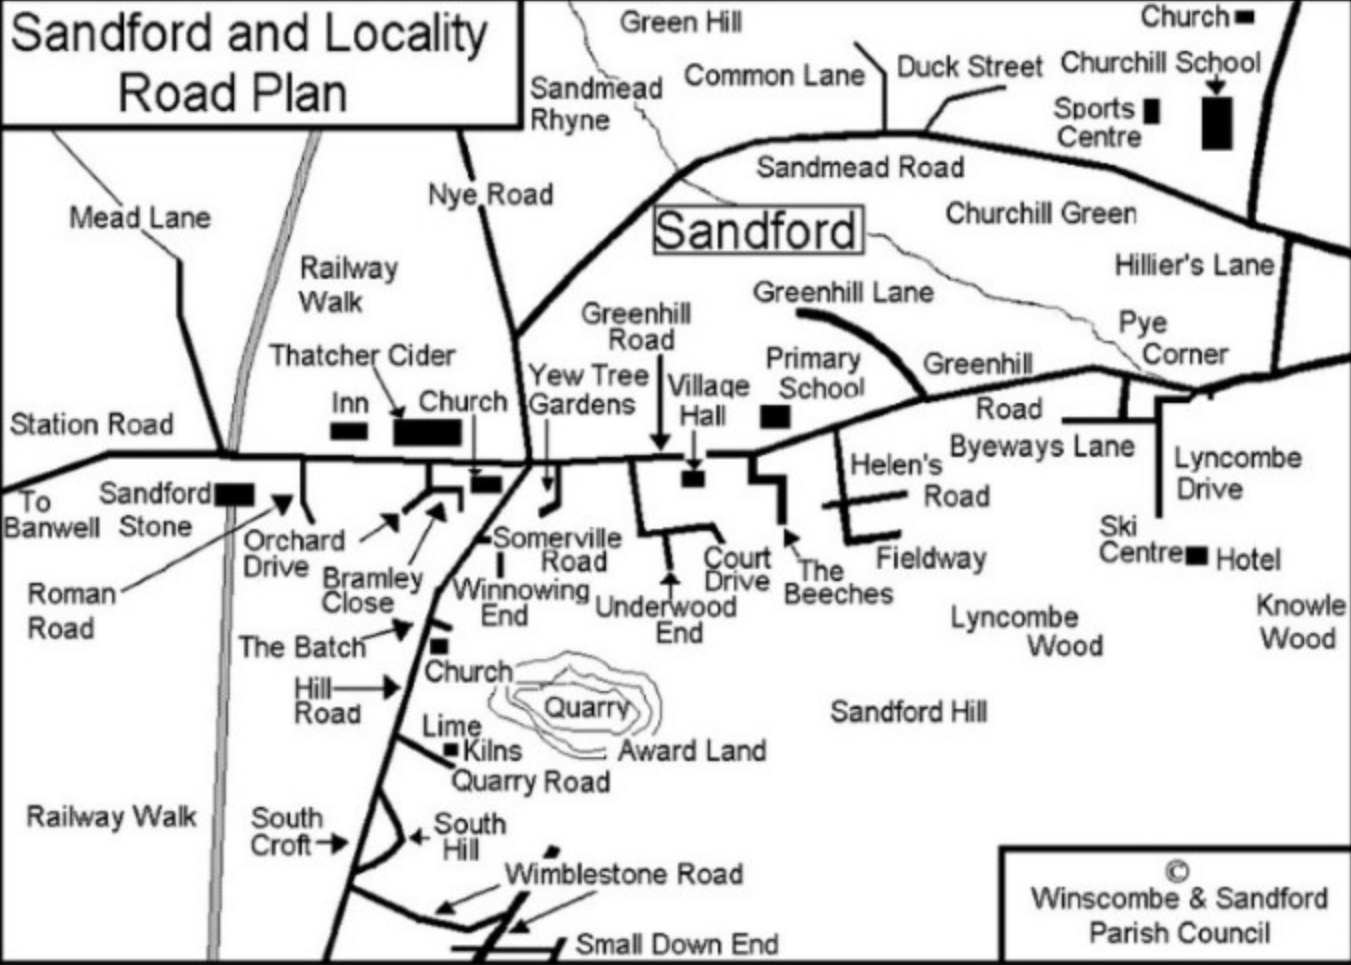 Sandford and Locality
Road Plan
Green Hill
Church
Common Lane
Duck Street
Churchill School
Sandmead
Rhyne
Sports
Centre
Sandmead Road
Nye Road
Mead Lane
Churchill Green
Sandford
Railway
Walk
Hillier's Lane
Greenhill Lane
Greenhill
Road
Pye
Corner
Thatcher Cider
Primary
School
Greenhill
Road
Yew Tree
Gardens
Village
Hall
Inn
Church
Station Road
Byeways Lane
Helen's
Road
Lyncombe
Drive
To
Banwell
Sandford
Stone
Orchard
Drive
Somerville
Road
Court
Drive
The
Beeches
Fieldway
Ski
Centre
Hotel
Bramley
Close
Winnowing
End
Underwood
End
Roman
Road
Lyncombe
Wood
Knowle
Wood
The Batch
Church
Hill
Road
Quarry
Sandford Hill
Lime
Kilns
Award Land
Quarry Road
Railway Walk
South
Croft
South
Hill
Wimblestone Road
Small Down End
©
Winscombe & Sandford
Parish Council